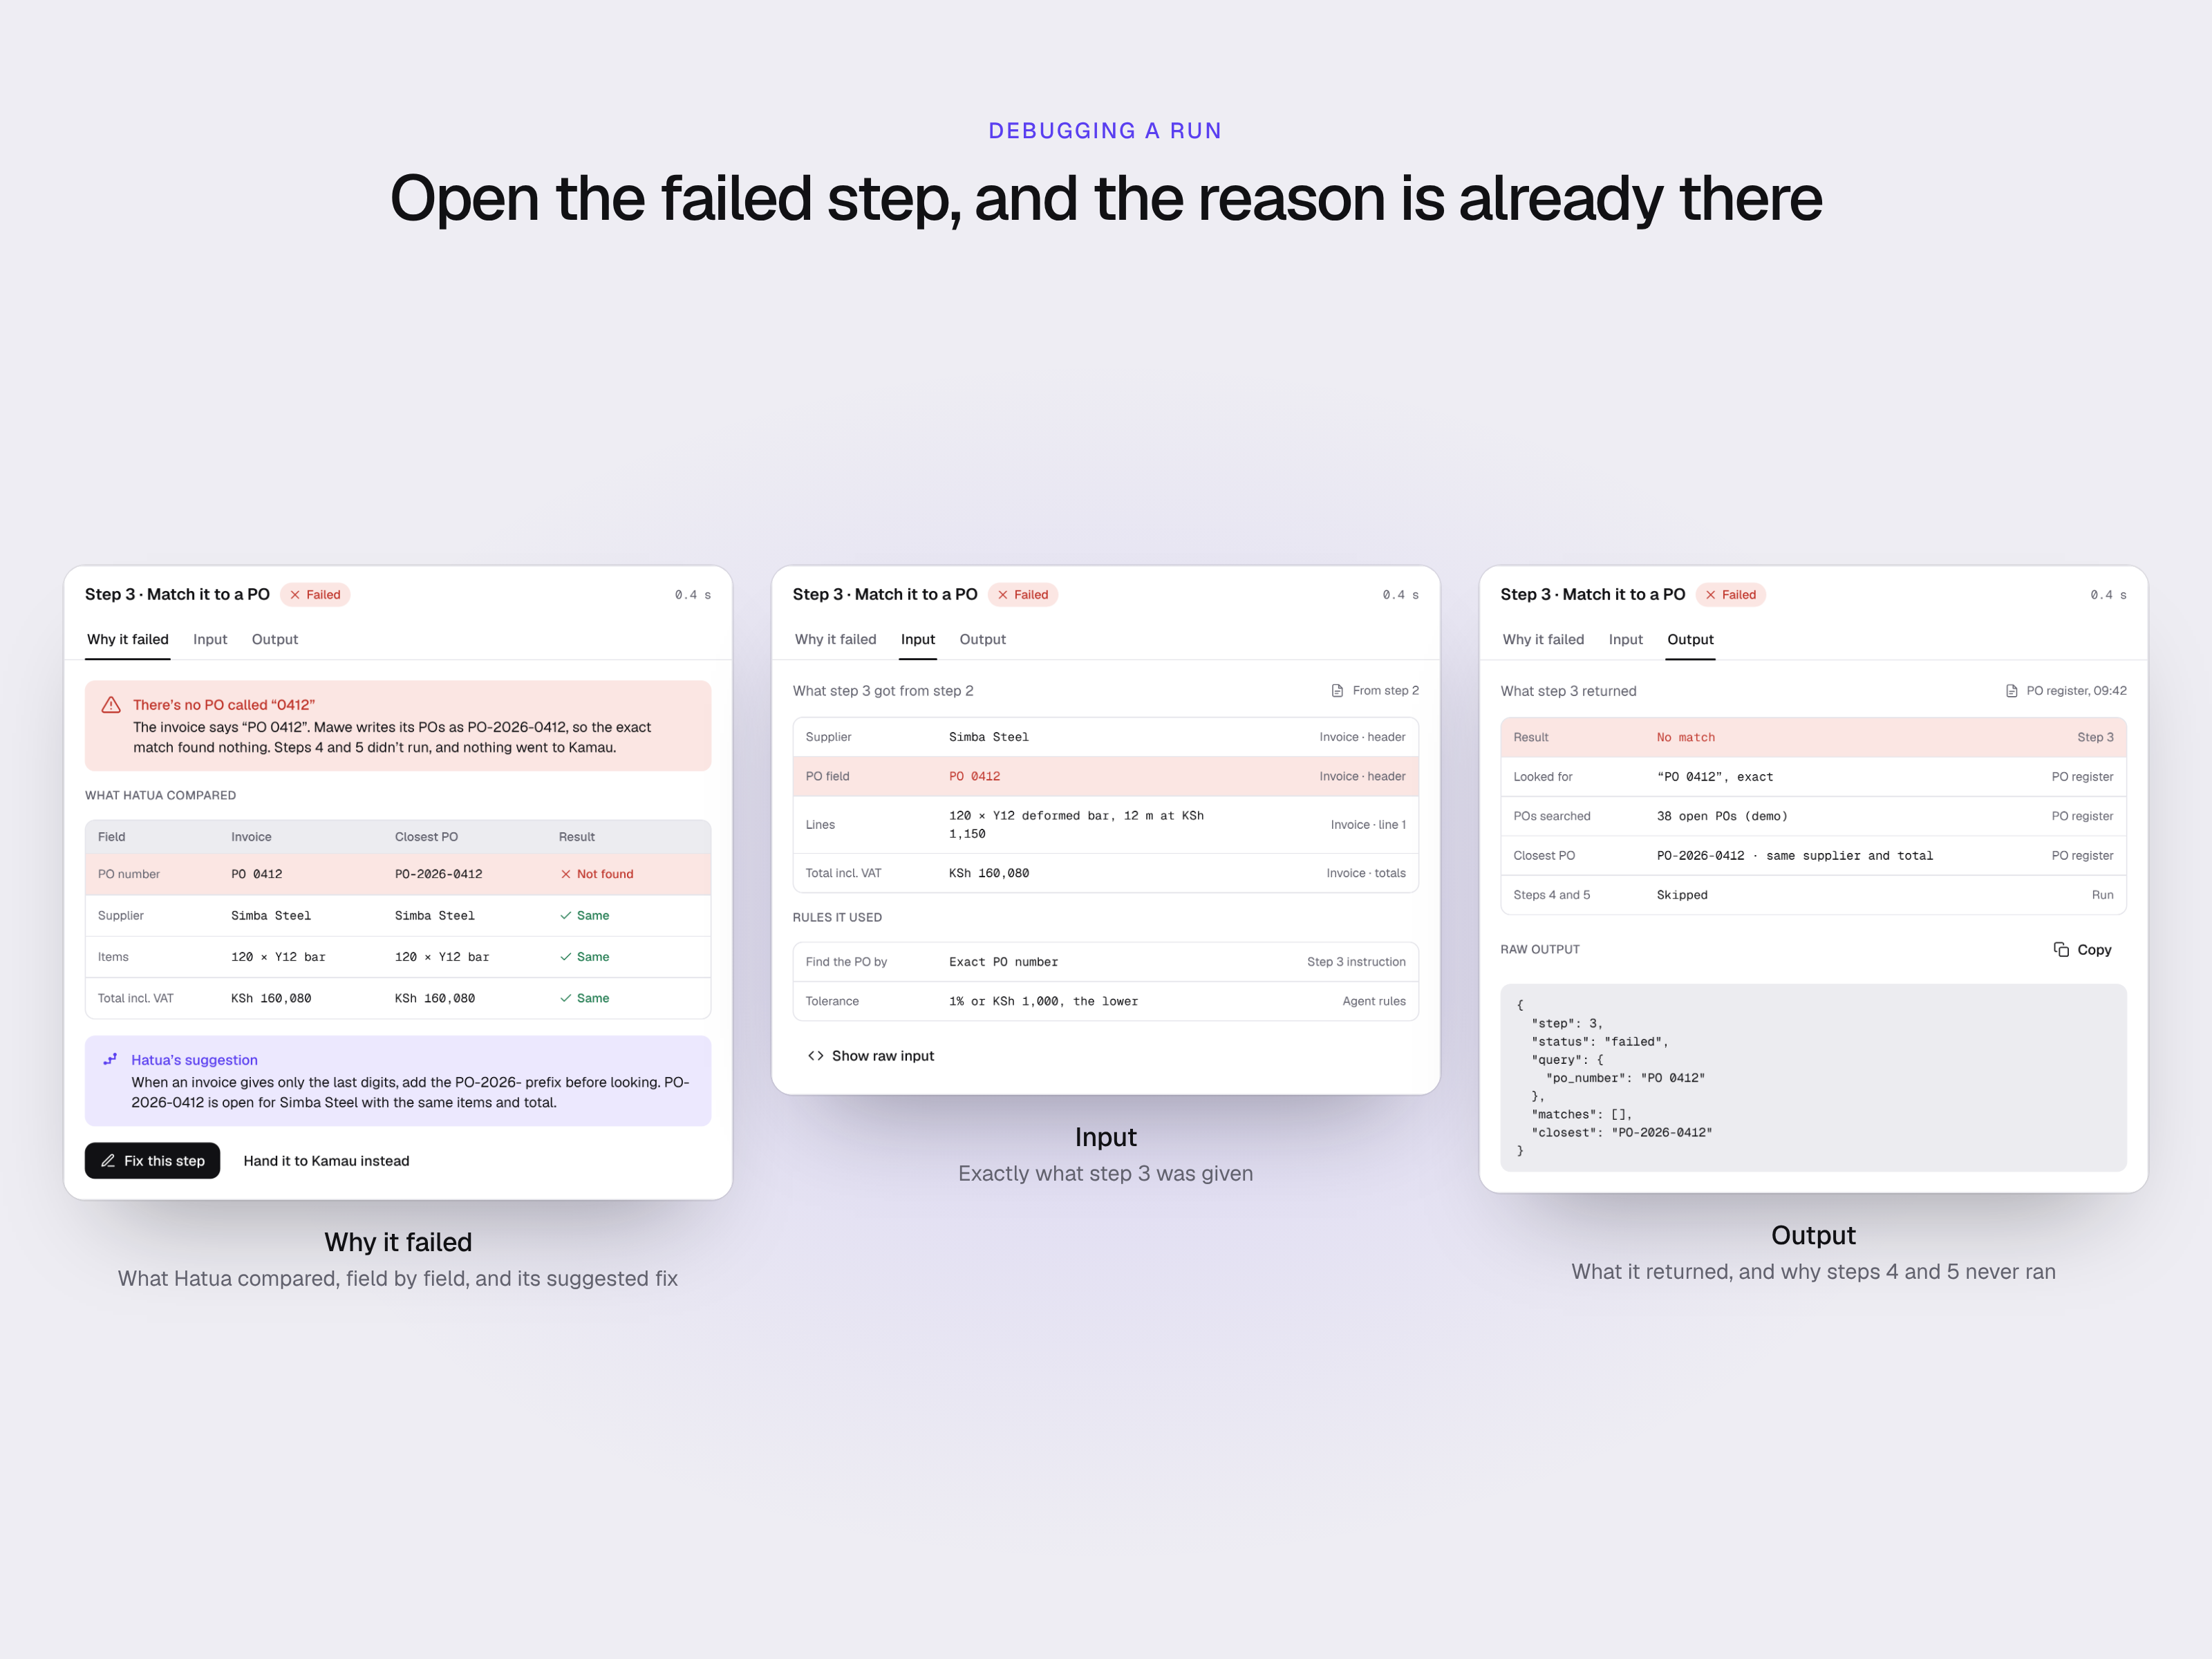 DEBUGGING A RUN
Open the failed step, and the reason is already there
Step 3 · Match it to a PO
Failed
0.4 s
Why it failed
Input
Output
There's no PO called “0412”
The invoice says “PO 0412”. Mawe writes its POs as PO-2026-0412, so the exact
match found nothing. Steps 4 and 5 didn't run, and nothing went to Kamau.
WHAT HATUA COMPARED
Field Invoice Closest PO Result
PO number PO 0412 PO-2026-0412 Not found
Supplier Simba Steel Simba Steel Same
Items 120 × Y12 bar 120 × Y12 bar Same
Total incl. VAT KSh 160,080 KSh 160,080 Same
Hatua's suggestion
When an invoice gives only the last digits, add the PO-2026- prefix before looking. PO-
2026-0412 is open for Simba Steel with the same items and total.
Fix this step
Hand it to Kamau instead
Why it failed
What Hatua compared, field by field, and its suggested fix
Step 3 · Match it to a PO
Failed
0.4 s
Why it failed
Input
Output
What step 3 got from step 2
From step 2
Supplier Simba Steel Invoice · header
PO field PO 0412 Invoice · header
Lines 120 × Y12 deformed bar, 12 m at KSh Invoice · line 1
1,150
Total incl. VAT KSh 160,080 Invoice · totals
RULES IT USED
Find the PO by Exact PO number Step 3 instruction
Tolerance 1% or KSh 1,000, the lower Agent rules
Show raw input
Input
Exactly what step 3 was given
Step 3 · Match it to a PO
Failed
0.4 s
Why it failed
Input
Output
What step 3 returned
PO register, 09:42
Result No match Step 3
Looked for “PO 0412”, exact PO register
POs searched 38 open POs (demo) PO register
Closest PO PO-2026-0412 · same supplier and total PO register
Steps 4 and 5 Skipped Run
RAW OUTPUT
Copy
{
"step": 3,
"status": "failed",
"query": {
"po_number": "PO 0412"
},
"matches": [],
"closest": "PO-2026-0412"
}
Output
What it returned, and why steps 4 and 5 never ran